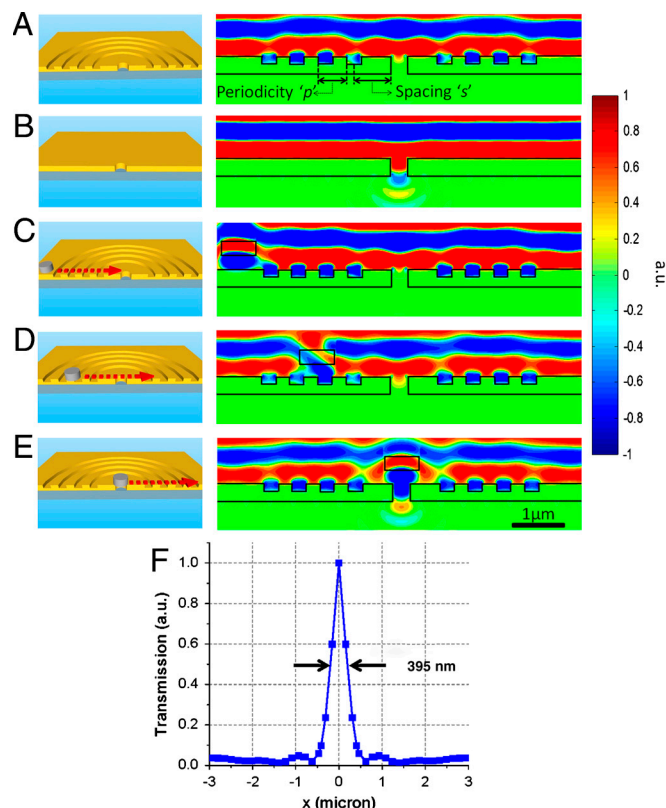 A
Periodicity 'p'
Spacing 's'
B
C
D
E
1μm
1
0.8
0.6
0.4
0.2
0
-0.2
-0.4
-0.6
-0.8
-1
a.u.
F
Transmission (a.u.)
1.0
0.8
0.6
0.4
0.2
0.0
395 nm
-3 -2 -1 0 1 2 3
x (micron)